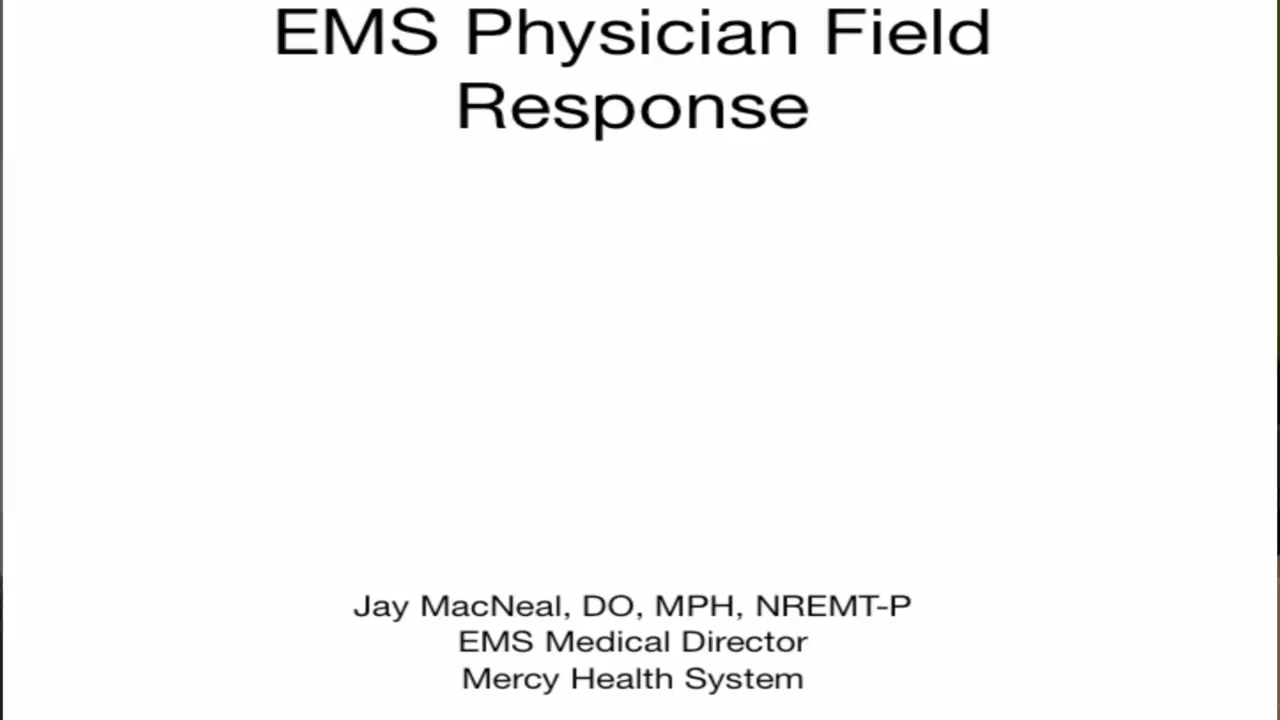 EMS Physician Field
Response
Jay MacNeal, DO, MPH, NREMT-P
EMS Medical Director
Mercy Health System